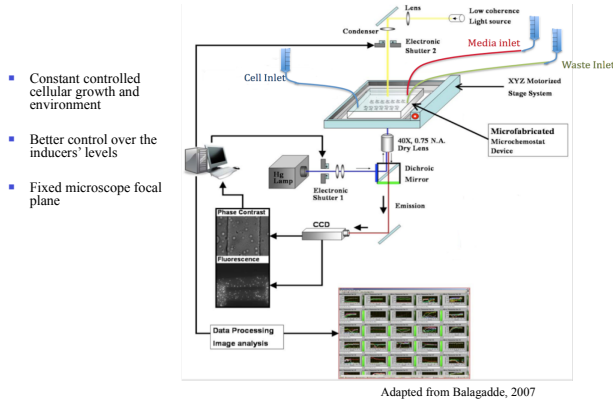 Constant controlled
cellular growth and
environment
Better control over the
inducers' levels
Fixed microscope focal
plane
Lens
Low coherence
Light source
Condenser
Electronic
Shutter 2
Media inlet
Waste Inlet
Cell Inlet
XYZ Motorized
Stage System
40X, 0.75 N.A.
Dry Lens
Microfabricated
Microchemostat
Device
Hg
Lamp
Electronic
Shutter 1
Dichroic
Mirror
Emission
Phase Contrast
CCD
Fluorescence
Data Processing
Image analysis
Adapted from Balagadde, 2007